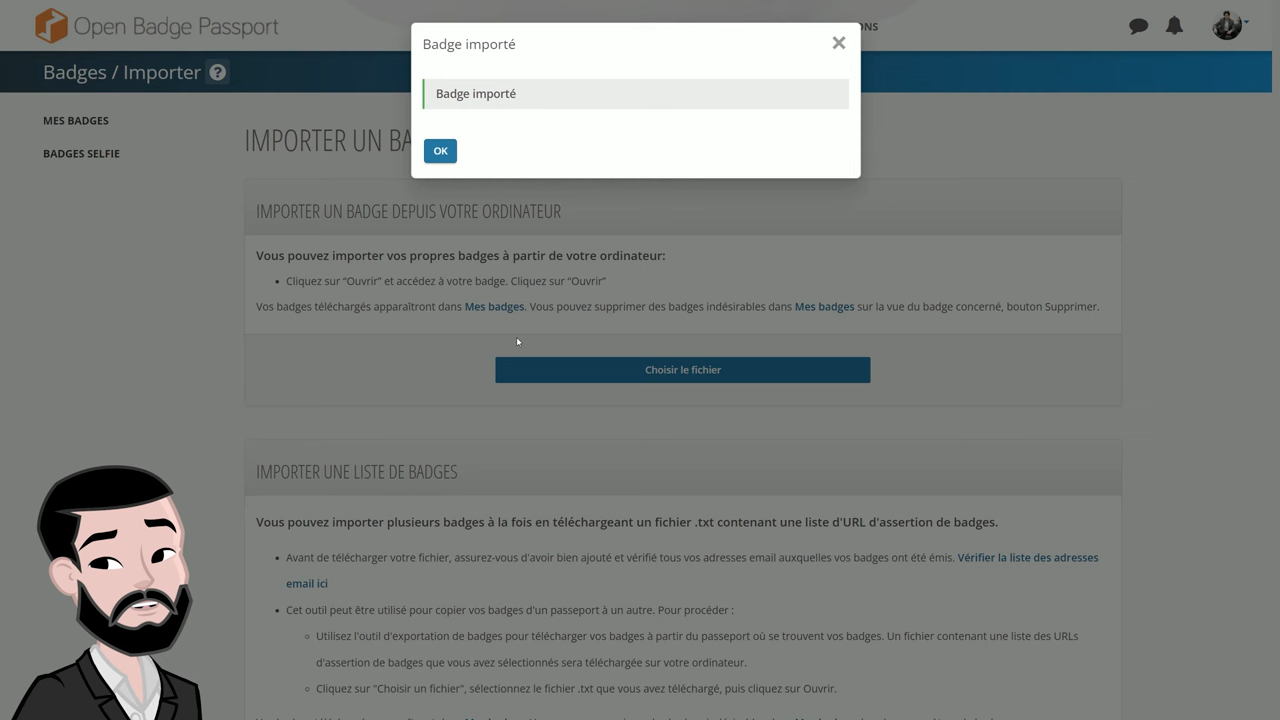 Open Badge Passport
ONS
Badge importé
Badge importé
OK
Badges / Importer ?
MES BADGES
BADGES SELFIE
IMPORTER UN BA
IMPORTER UN BADGE DEPUIS VOTRE ORDINATEUR
Vous pouvez importer vos propres badges à partir de votre ordinateur:
• Cliquez sur “Ouvrir” et accédez à votre badge. Cliquez sur “Ouvrir”
Vos badges téléchargés apparaîtront dans Mes badges. Vous pouvez supprimer des badges indésirables dans Mes badges sur la vue du badge concerné, bouton Supprimer.
Choisir le fichier
IMPORTER UNE LISTE DE BADGES
Vous pouvez importer plusieurs badges à la fois en téléchargeant un fichier .txt contenant une liste d'URL d'assertion de badges.
• Avant de télécharger votre fichier, assurez-vous d'avoir bien ajouté et vérifié tous vos adresses email auxquelles vos badges ont été émis. Vérifier la liste des adresses
email ici
• Cet outil peut être utilisé pour copier vos badges d'un passeport à un autre. Pour procéder :
◦ Utilisez l'outil d'exportation de badges pour télécharger vos badges à partir du passeport où se trouvent vos badges. Un fichier contenant une liste des URLs
d'assertion de badges que vous avez sélectionnés sera téléchargée sur votre ordinateur.
◦ Cliquez sur "Choisir un fichier", sélectionnez le fichier .txt que vous avez téléchargé, puis cliquez sur Ouvrir.